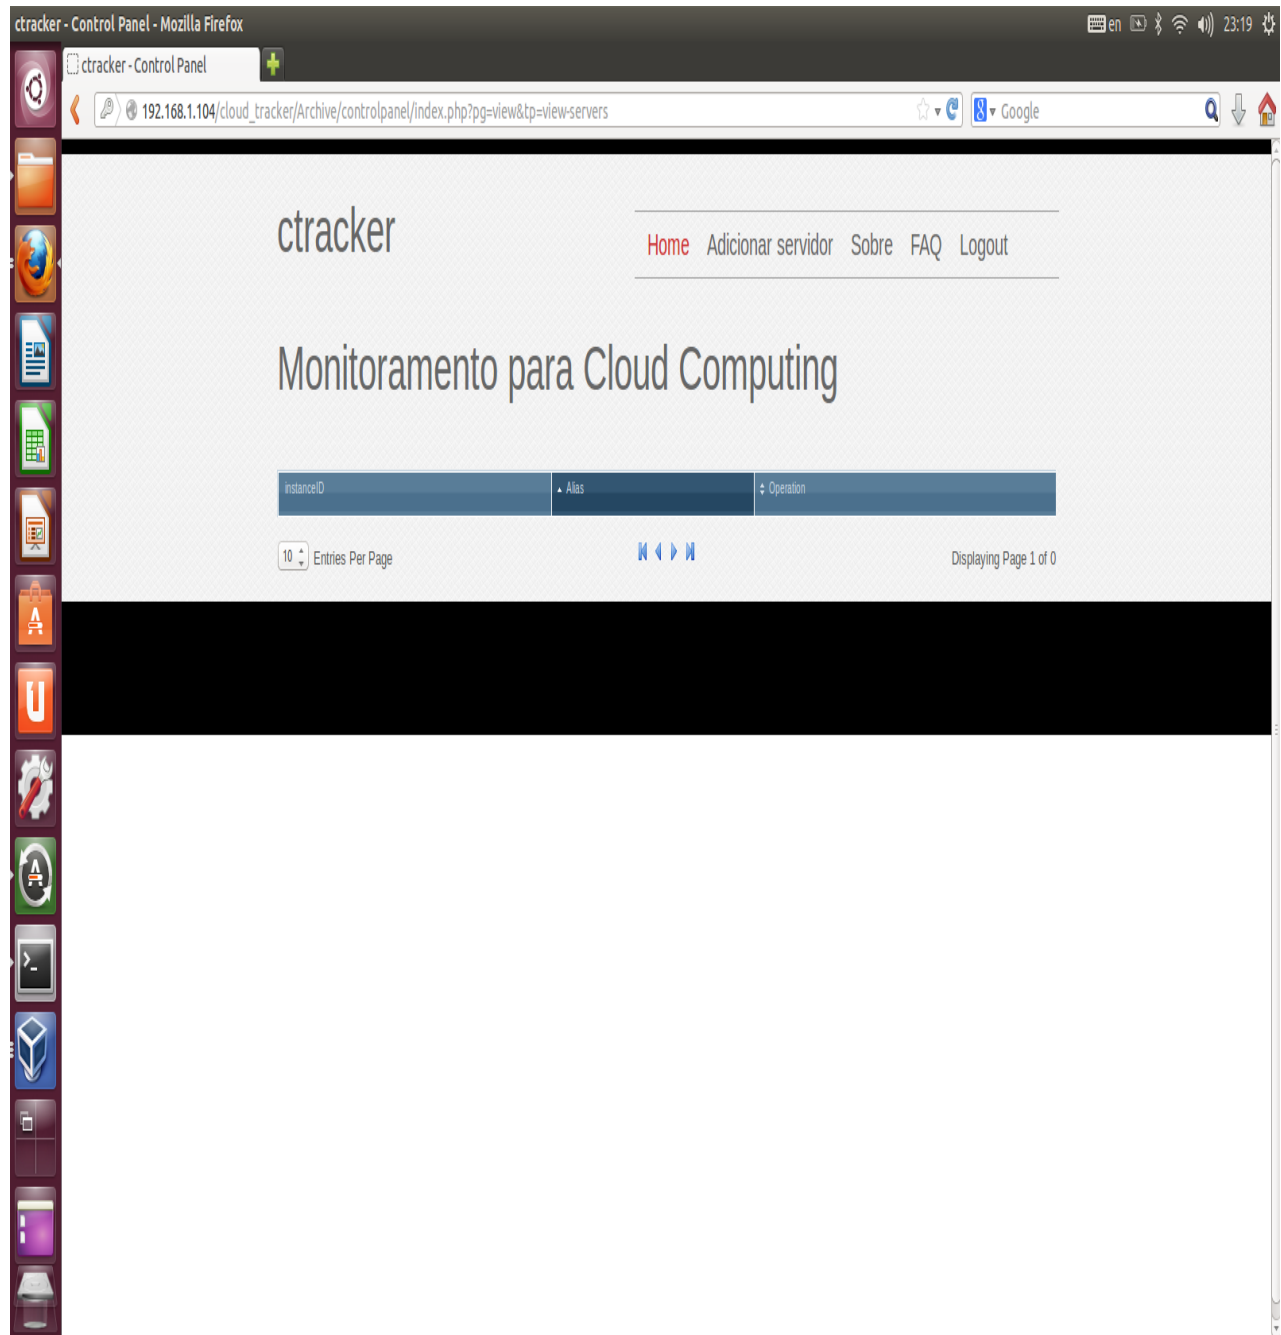 ctracker - Control Panel - Mozilla Firefox
en
23:19
ctracker - Control Panel
192.168.1.104/cloud_tracker/Archive/controlpanel/index.php?pg=view&tp=view-servers
Google
ctracker
Home Adicionar servidor Sobre FAQ Logout
Monitoramento para Cloud Computing
instanceID Alias Operation
10 Entries Per Page Displaying Page 1 of 0